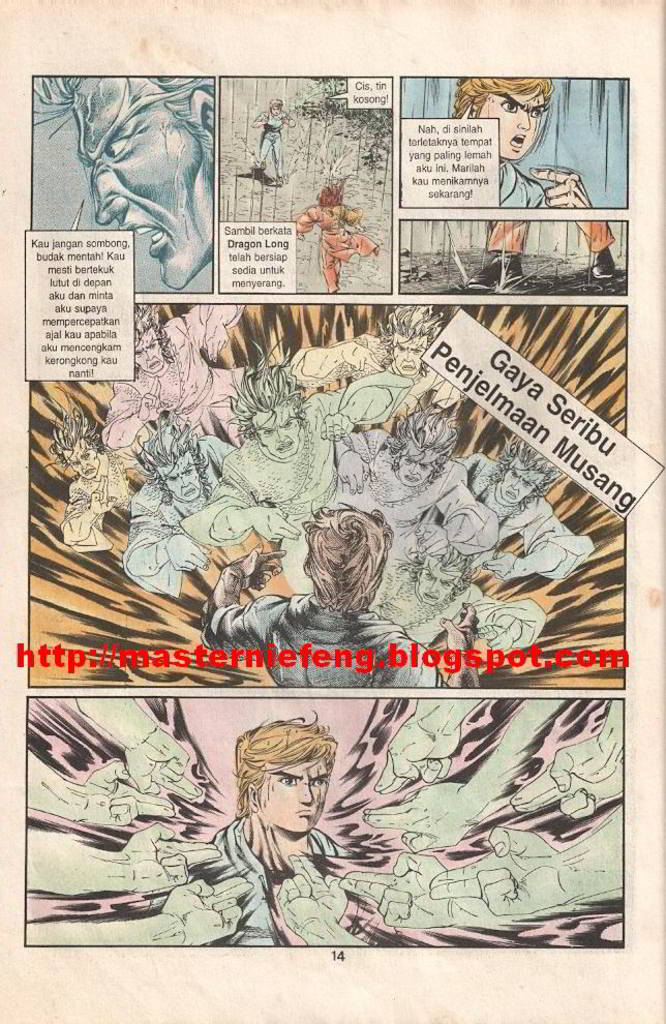 Kau jangan sombong,
budak mentah! Kau
mesti bertekuk
lutut di depan
aku dan minta
aku supaya
mempercepatkan
ajal kau apabila
aku mencengkam
kerongkong kau
nanti!
Cis, tin
kosong!
Sambil berkata
Dragon Long
telah bersiap
sedia untuk
menyerang.
Nah, di sinilah
terletaknya tempat
yang paling lemah
aku ini. Marilah
kau menikamnya
sekarang!
Gaya Seribu
Penjelmaan Musang
http://masterniefeng.blogspot.com
14